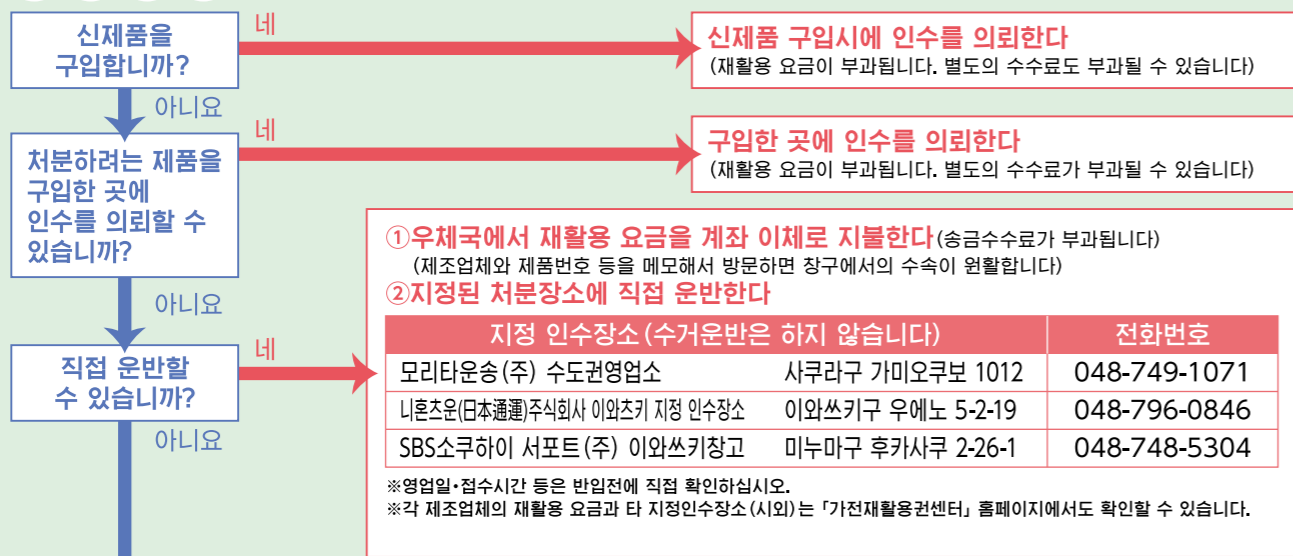 신제품을
구입합니까?
네
신제품 구입시에 인수를 의뢰한다
(재활용 요금이 부과됩니다. 별도의 수수료도 부과될 수 있습니다)
아니요
처분하려는 제품을
구입한 곳에
인수를 의뢰할 수
있습니까?
네
구입한 곳에 인수를 의뢰한다
(재활용 요금이 부과됩니다. 별도의 수수료가 부과될 수 있습니다)
아니요
직접 운반할
수 있습니까?
네
①우체국에서 재활용 요금을 계좌 이체로 지불한다(송금수수료가 부과됩니다)
(제조업체와 제품번호 등을 메모해서 방문하면 창구에서의 수속이 원활합니다)
②지정된 처분장소에 직접 운반한다
지정 인수장소(수거운반은 하지 않습니다) 전화번호
모리타운송(주) 수도권영업소 사쿠라구 가미오쿠보 1012 048-749-1071
니혼츠운(日本通運)주식회사 이와츠키 지정 인수장소 이와쓰키구 우에노 5-2-19 048-796-0846
SBS소쿠하이 서포트(주) 이와쓰키창고 미누마구 후카사쿠 2-26-1 048-748-5304
※영업일·접수시간 등은 반입전에 직접 확인하십시오.
※각 제조업체의 재활용 요금과 타 지정인수장소(시외)는 「가전재활용권센터」 홈페이지에서도 확인할 수 있습니다.
아니요